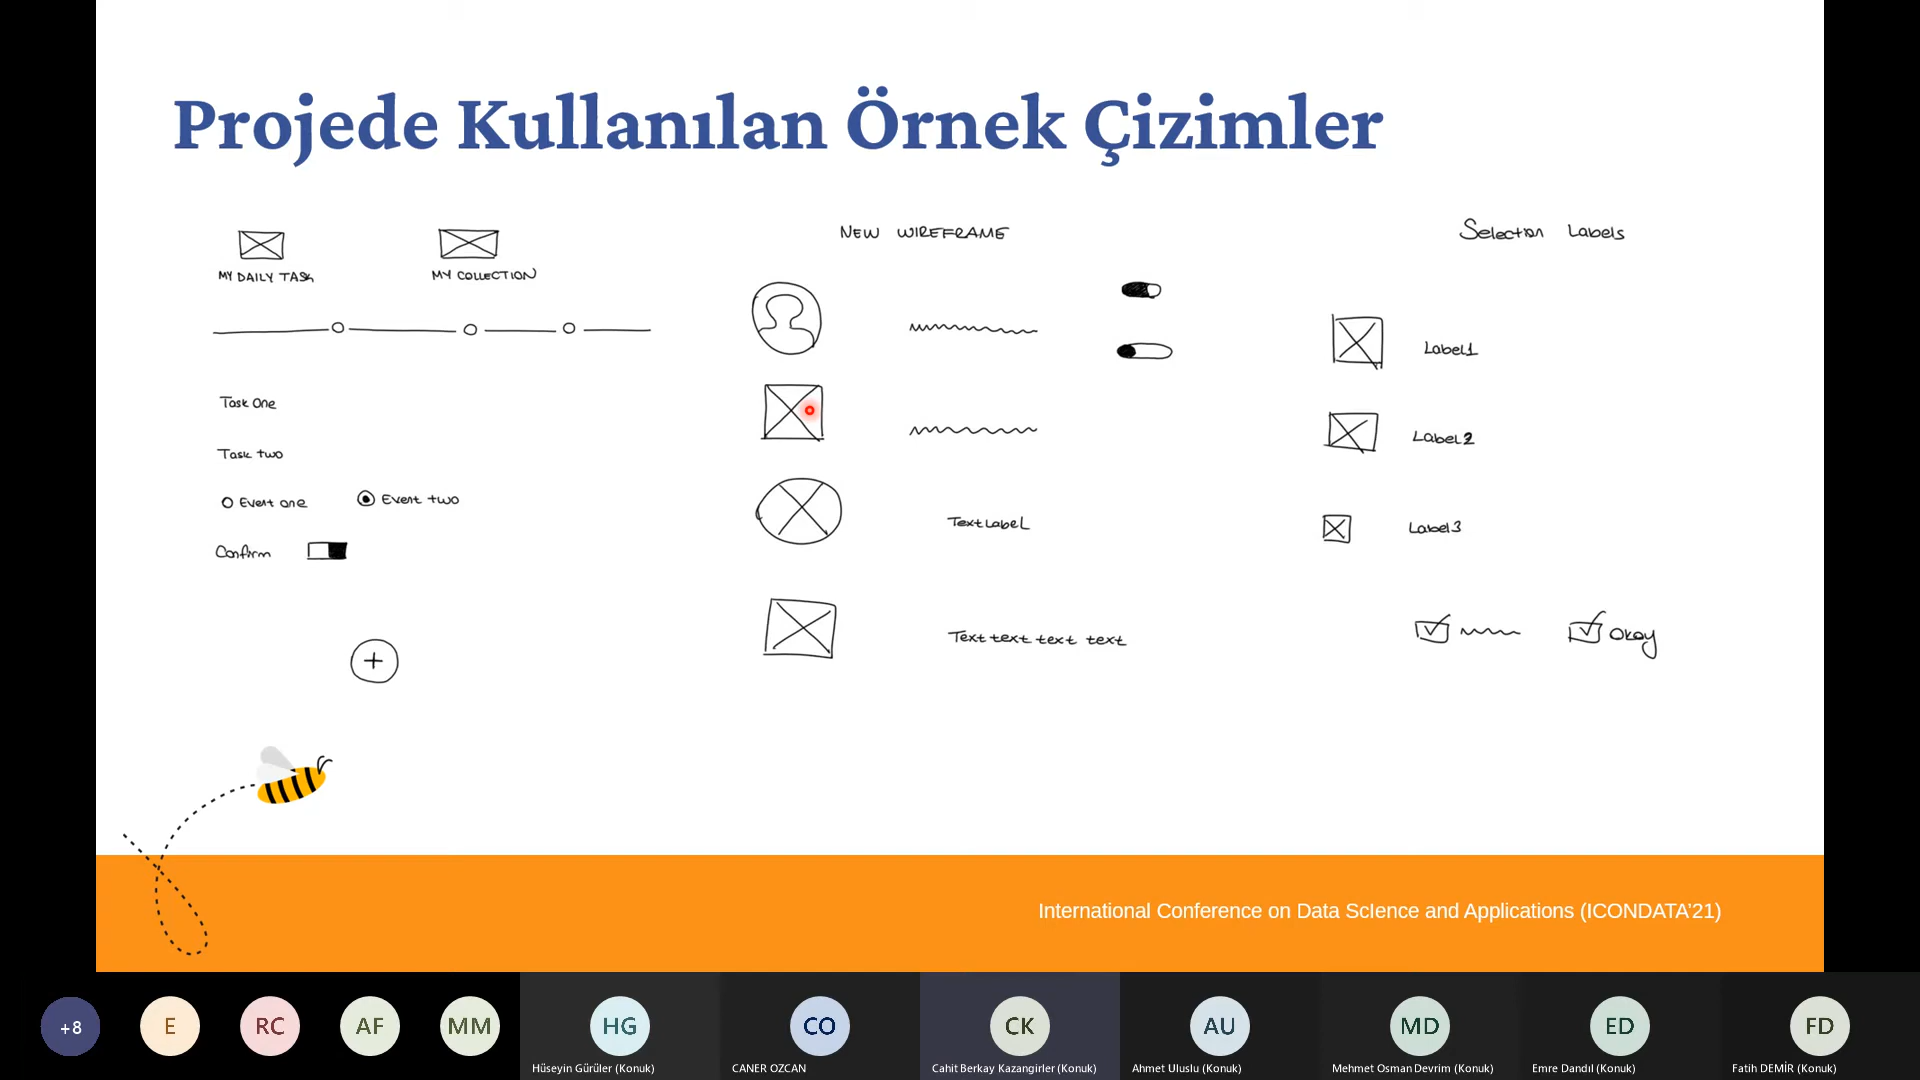 Projede Kullanılan Örnek Çizimler
MY DAILY TASK
MY COLLECTION
Task One
Task two
Event one
Event two
Confirm
NEW WIREFRAME
TextLabel
Text text text text
Selection Labels
Label1
Label2
Label3
Okay
International Conference on Data ScIence and Applications (ICONDATA'21)
+8
E
RC
AF
MM
HG
Hüseyin Gürüler (Konuk)
CO
CANER OZCAN
CK
Cahit Berkay Kazangirler (Konuk)
AU
Ahmet Uluslu (Konuk)
MD
Mehmet Osman Devrim (Konuk)
ED
Emre Dandıl (Konuk)
FD
Fatih DEMİR (Konuk)